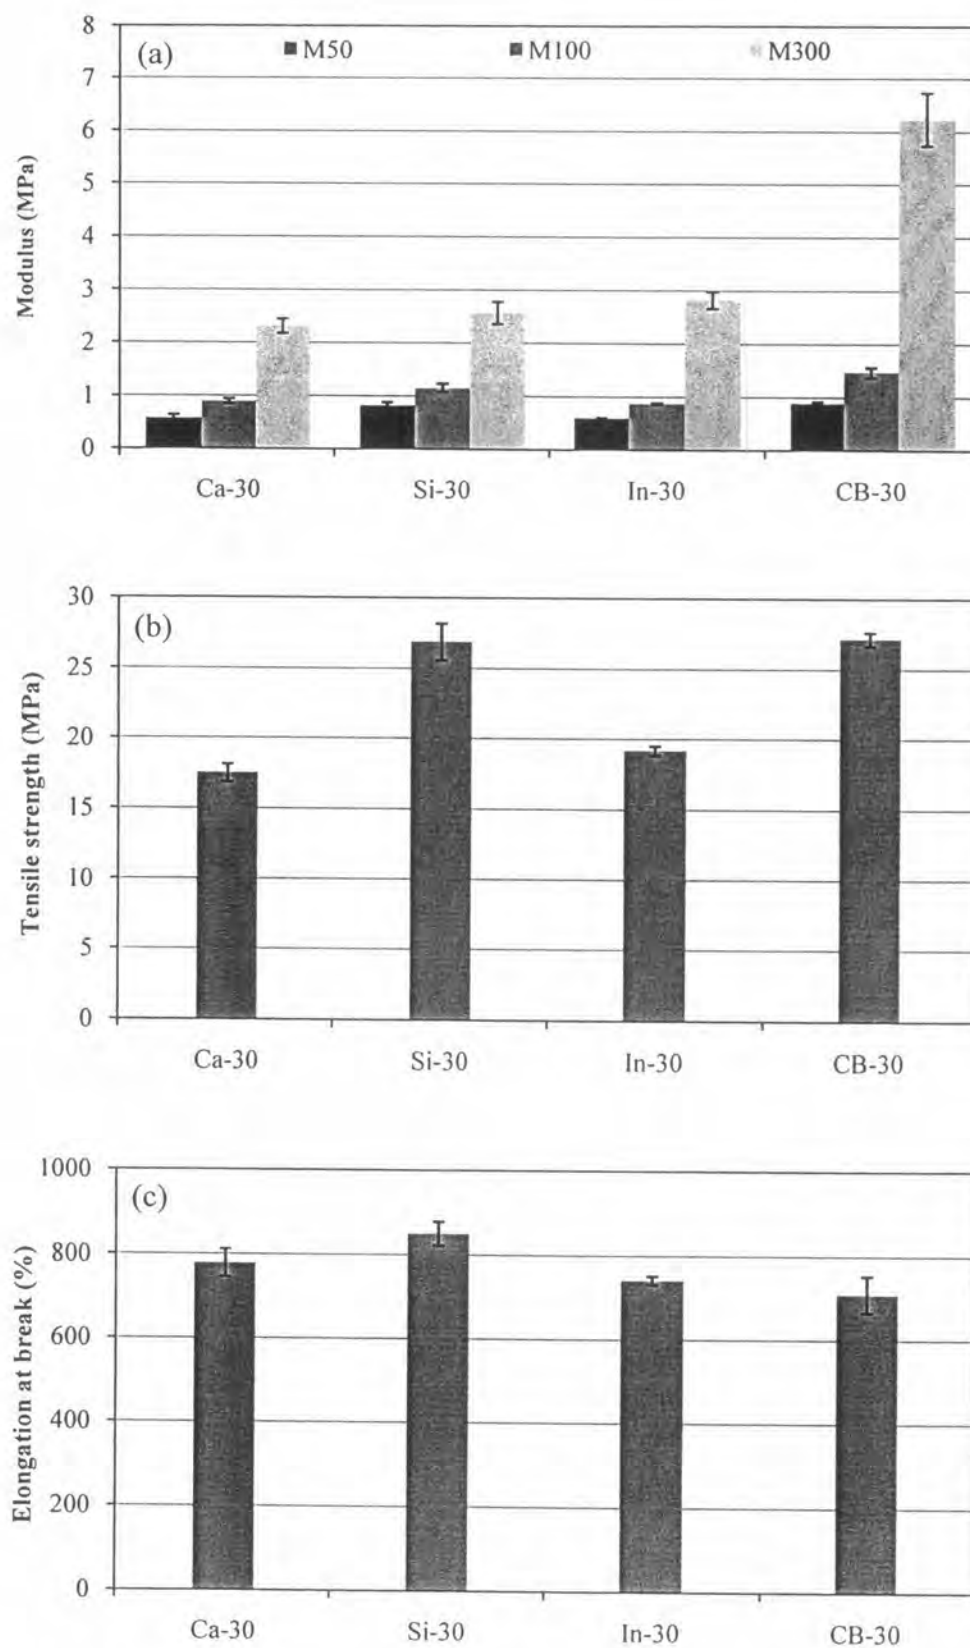 8
(a)
M50 M100 M300
7
6
5
4
3
2
1
0
Modulus (MPa)
Ca-30 Si-30 In-30 CB-30
30
(b)
25
20
15
10
5
0
Tensile strength (MPa)
Ca-30 Si-30 In-30 CB-30
1000
(c)
800
600
400
200
0
Elongation at break (%)
Ca-30 Si-30 In-30 CB-30